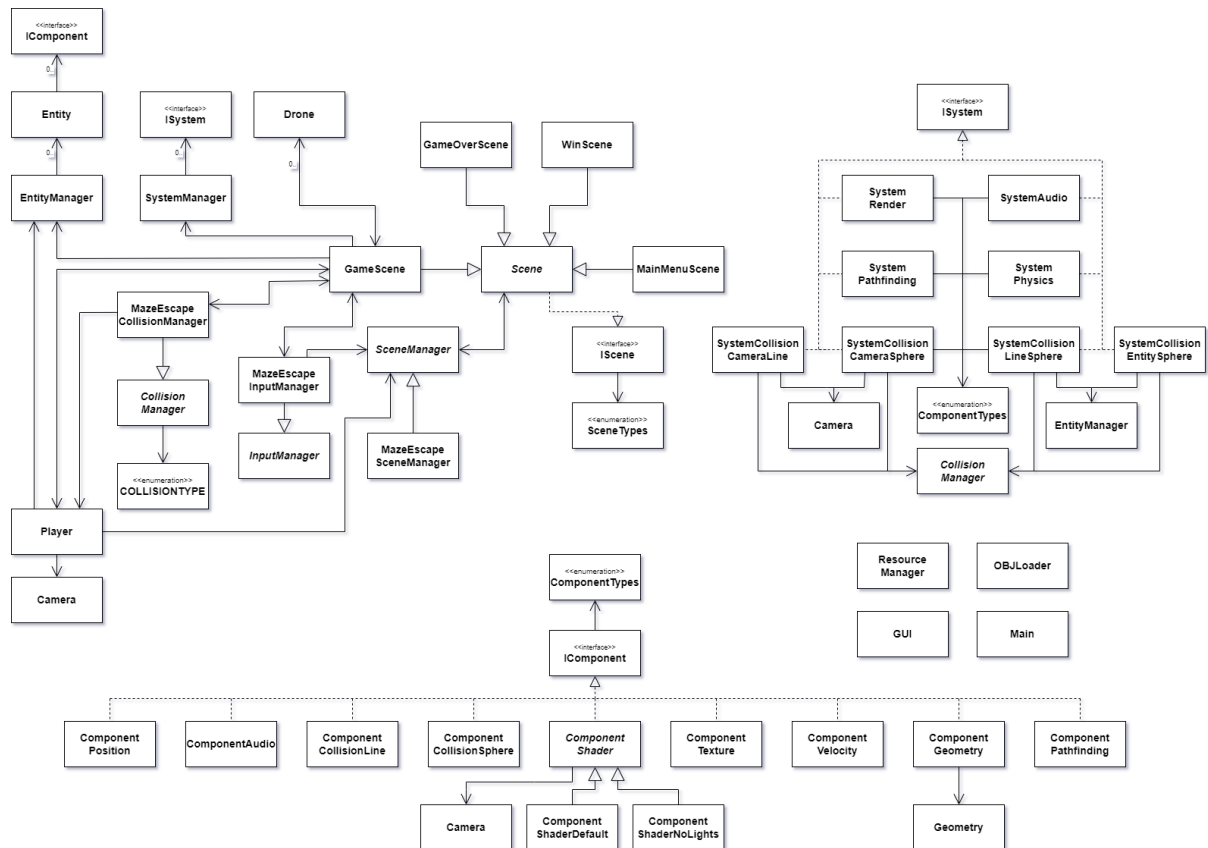 <<interface>>
IComponent
0..
Entity
0..
EntityManager
<<interface>>
ISystem
0..
SystemManager
Drone
0..
GameOverScene
WinScene
GameScene
Scene
MainMenuScene
MazeEscape
CollisionManager
Collision
Manager
<<enumeration>>
COLLISIONTYPE
MazeEscape
InputManager
InputManager
SceneManager
MazeEscape
SceneManager
<<interface>>
IScene
<<enumeration>>
SceneTypes
Player
Camera
<<interface>>
ISystem
System
Render
SystemAudio
System
Pathfinding
System
Physics
SystemCollision
CameraLine
SystemCollision
CameraSphere
SystemCollision
LineSphere
SystemCollision
EntitySphere
Camera
<<enumeration>>
ComponentTypes
EntityManager
Collision
Manager
Resource
Manager
OBJLoader
GUI
Main
<<enumeration>>
ComponentTypes
<<interface>>
IComponent
Component
Position
ComponentAudio
Component
CollisionLine
Component
CollisionSphere
Component
Shader
Component
Texture
Component
Velocity
Component
Geometry
Component
Pathfinding
Camera
Component
ShaderDefault
Component
ShaderNoLights
Geometry